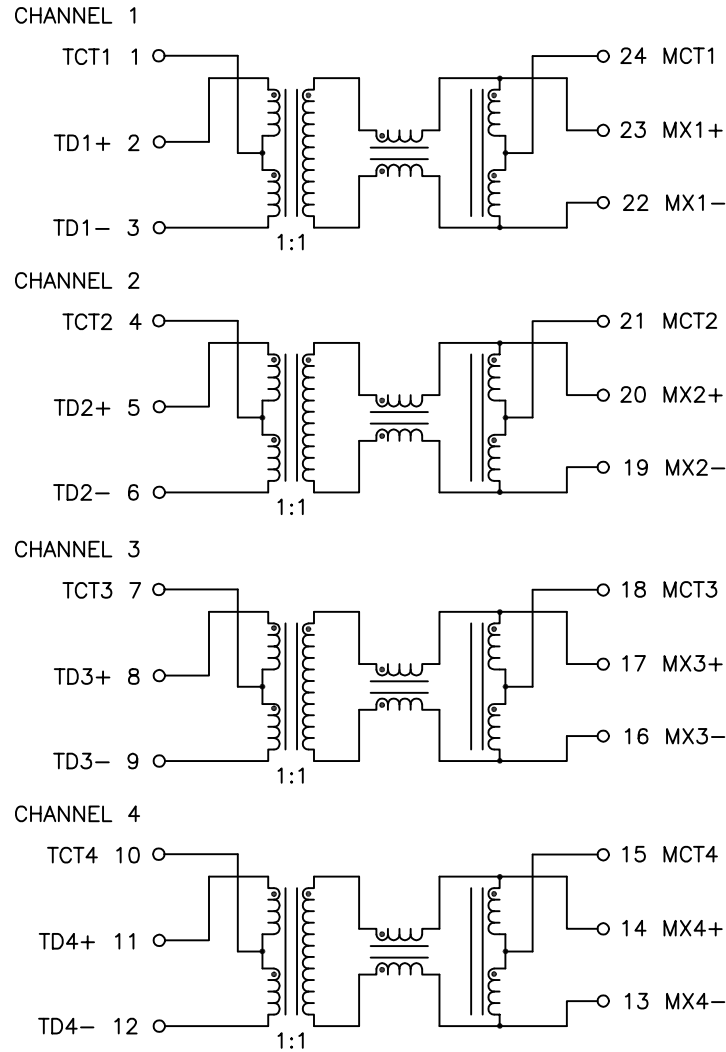 CHANNEL 1
TCT1 1 24 MCT1
TD1+ 2 23 MX1+
TD1− 3 22 MX1−
1:1
CHANNEL 2
TCT2 4 21 MCT2
TD2+ 5 20 MX2+
TD2− 6 19 MX2−
1:1
CHANNEL 3
TCT3 7 18 MCT3
TD3+ 8 17 MX3+
TD3− 9 16 MX3−
1:1
CHANNEL 4
TCT4 10 15 MCT4
TD4+ 11 14 MX4+
TD4− 12 13 MX4−
1:1